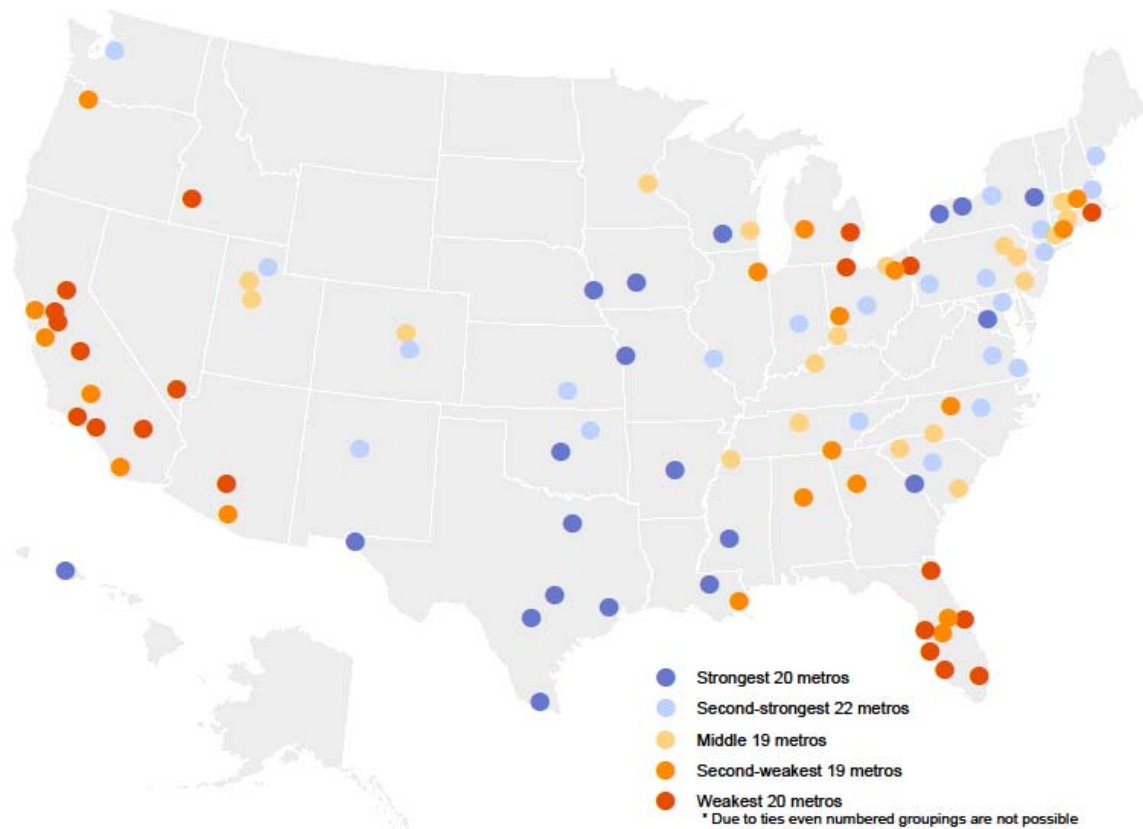 Strongest 20 metros
Second-strongest 22 metros
Middle 19 metros
Second-weakest 19 metros
Weakest 20 metros
* Due to ties even numbered groupings are not possible